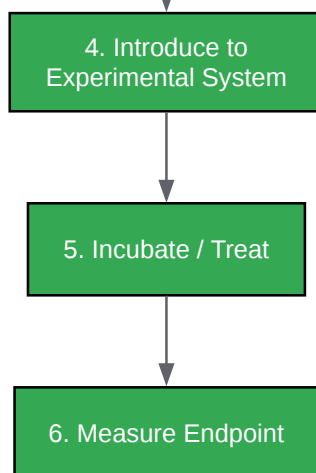 4. Introduce to
Experimental System
5. Incubate / Treat
6. Measure Endpoint